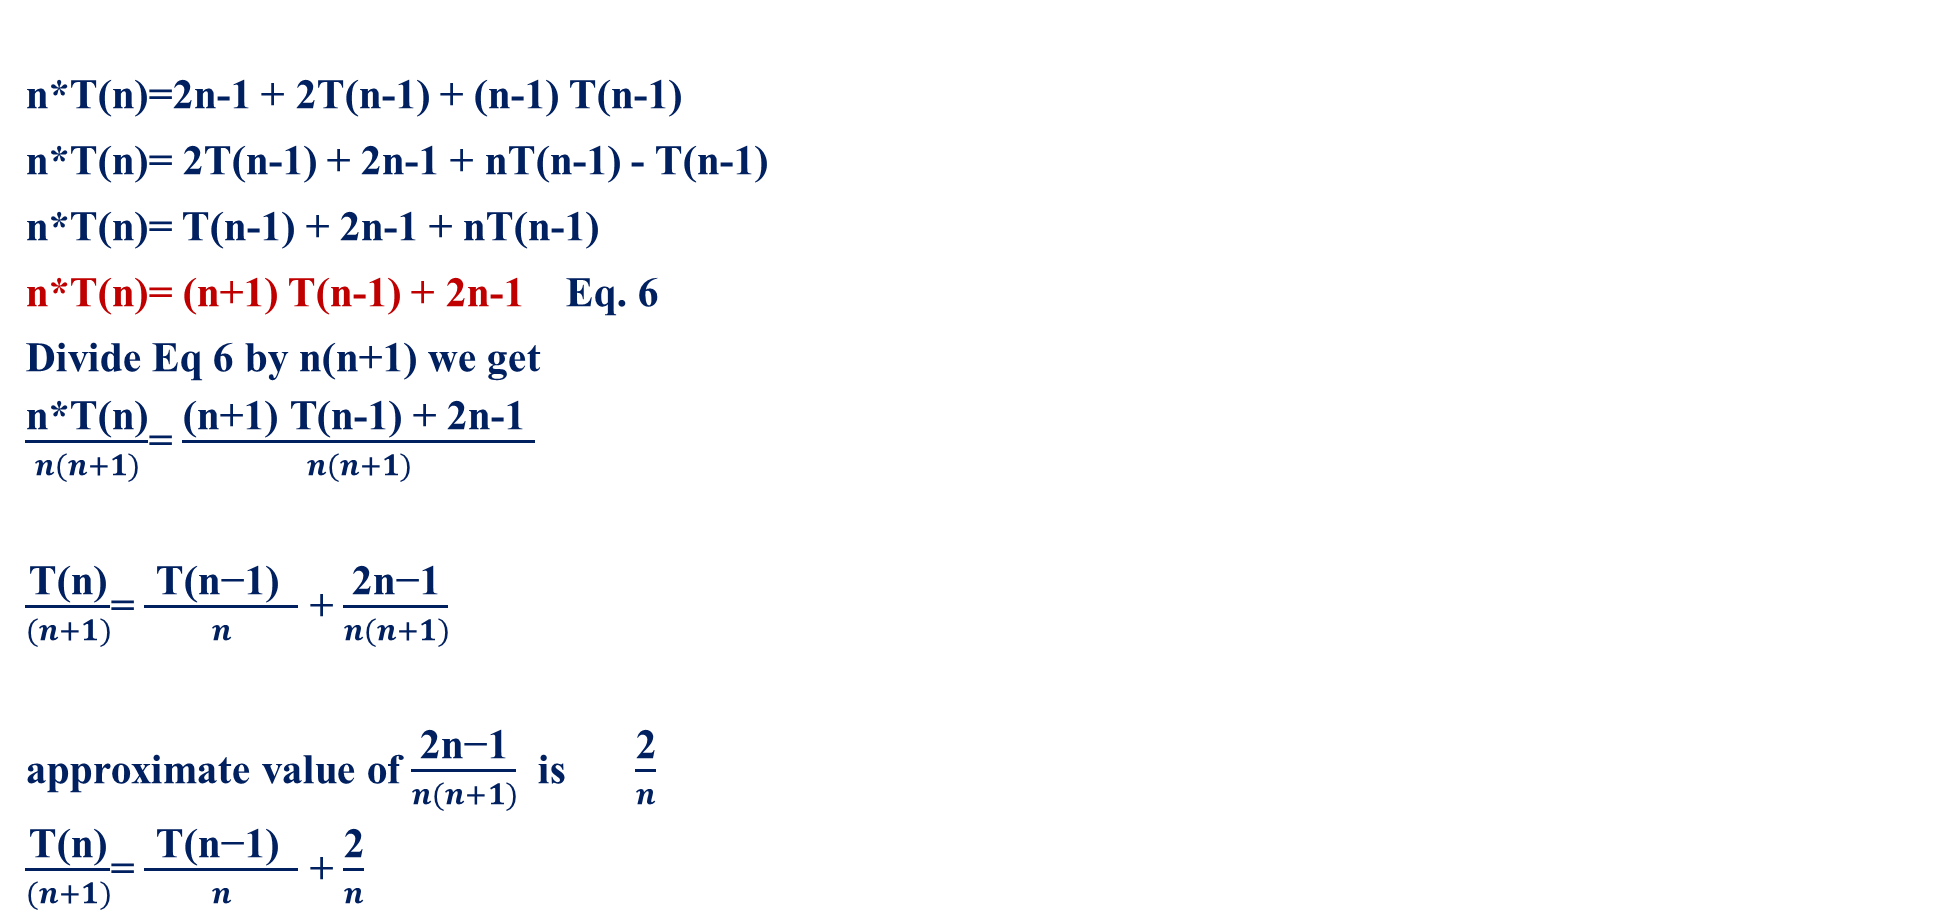 n*T(n)=2n-1 + 2T(n-1) + (n-1) T(n-1)
n*T(n)= 2T(n-1) + 2n-1 + nT(n-1) - T(n-1)
n*T(n)= T(n-1) + 2n-1 + nT(n-1)
n*T(n)= (n+1) T(n-1) + 2n-1 Eq. 6
Divide Eq 6 by n(n+1) we get
n*T(n)/n(n+1) = (n+1) T(n-1) + 2n-1/n(n+1)
T(n)/(n+1) = T(n−1)/n + 2n−1/n(n+1)
approximate value of 2n−1/n(n+1) is 2/n
T(n)/(n+1) = T(n−1)/n + 2/n